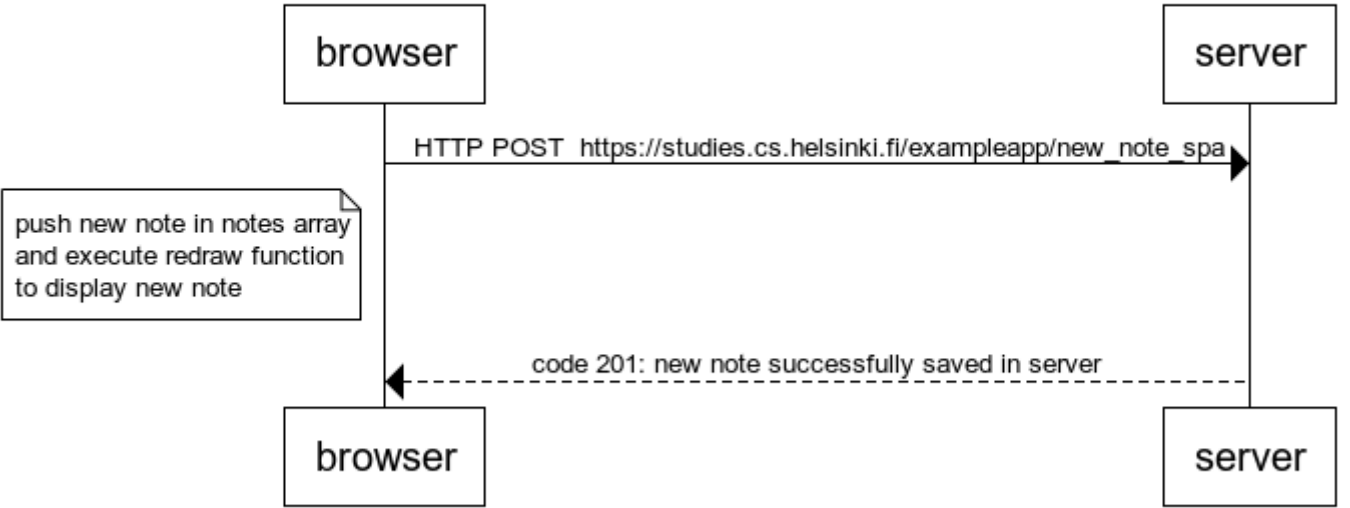 browser
server
HTTP POST  https://studies.cs.helsinki.fi/exampleapp/new_note_spa
push new note in notes array
and execute redraw function
to display new note
code 201: new note successfully saved in server
browser
server